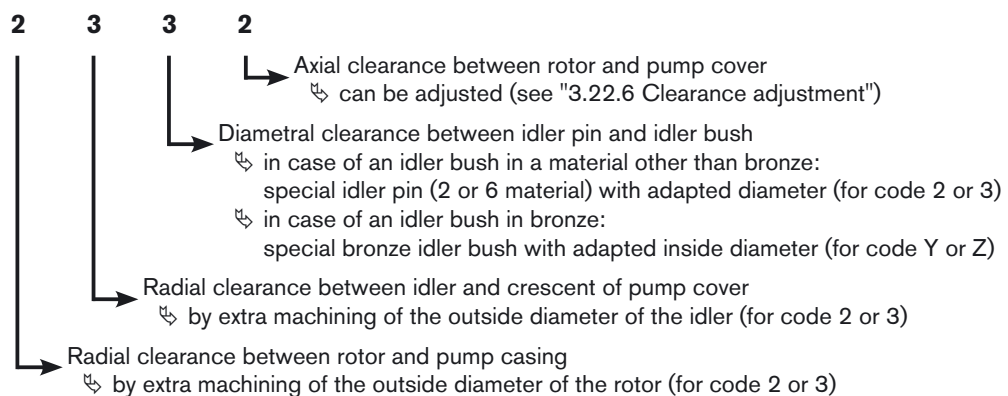 2 3 3 2
Axial clearance between rotor and pump cover
⮱ can be adjusted (see "3.22.6 Clearance adjustment")
Diametral clearance between idler pin and idler bush
⮱ in case of an idler bush in a material other than bronze:
special idler pin (2 or 6 material) with adapted diameter (for code 2 or 3)
⮱ in case of an idler bush in bronze:
special bronze idler bush with adapted inside diameter (for code Y or Z)
Radial clearance between idler and crescent of pump cover
⮱ by extra machining of the outside diameter of the idler (for code 2 or 3)
Radial clearance between rotor and pump casing
⮱ by extra machining of the outside diameter of the rotor (for code 2 or 3)